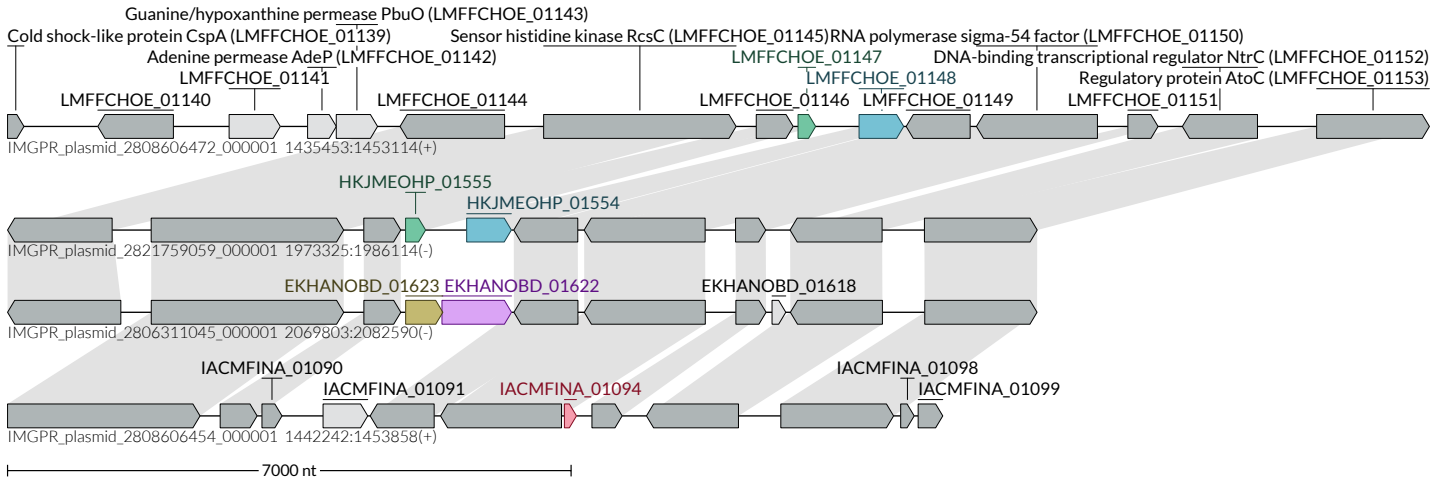 Guanine/hypoxanthine permease PbuO (LMFFCHOE_01143)
Cold shock-like protein CspA (LMFFCHOE_01139) Sensor histidine kinase RcsC (LMFFCHOE_01145) RNA polymerase sigma-54 factor (LMFFCHOE_01150)
Adenine permease AdeP (LMFFCHOE_01142) LMFFCHOE_01147 DNA-binding transcriptional regulator NtrC (LMFFCHOE_01152)
LMFFCHOE_01141 LMFFCHOE_01148 Regulatory protein AtoC (LMFFCHOE_01153)
LMFFCHOE_01140 LMFFCHOE_01144 LMFFCHOE_01146 LMFFCHOE_01149 LMFFCHOE_01151
IMGPR_plasmid_2808606472_000001 1435453:1453114(+)
HKJMEOHP_01555
HKJMEOHP_01554
IMGPR_plasmid_2821759059_000001 1973325:1986114(-)
EKHANOBD_01623 EKHANOBD_01622 EKHANOBD_01618
IMGPR_plasmid_2806311045_000001 2069803:2082590(-)
IACMFINA_01090 IACMFINA_01098
IACMFINA_01091 IACMFINA_01094 IACMFINA_01099
IMGPR_plasmid_2808606454_000001 1442242:1453858(+)
7000 nt